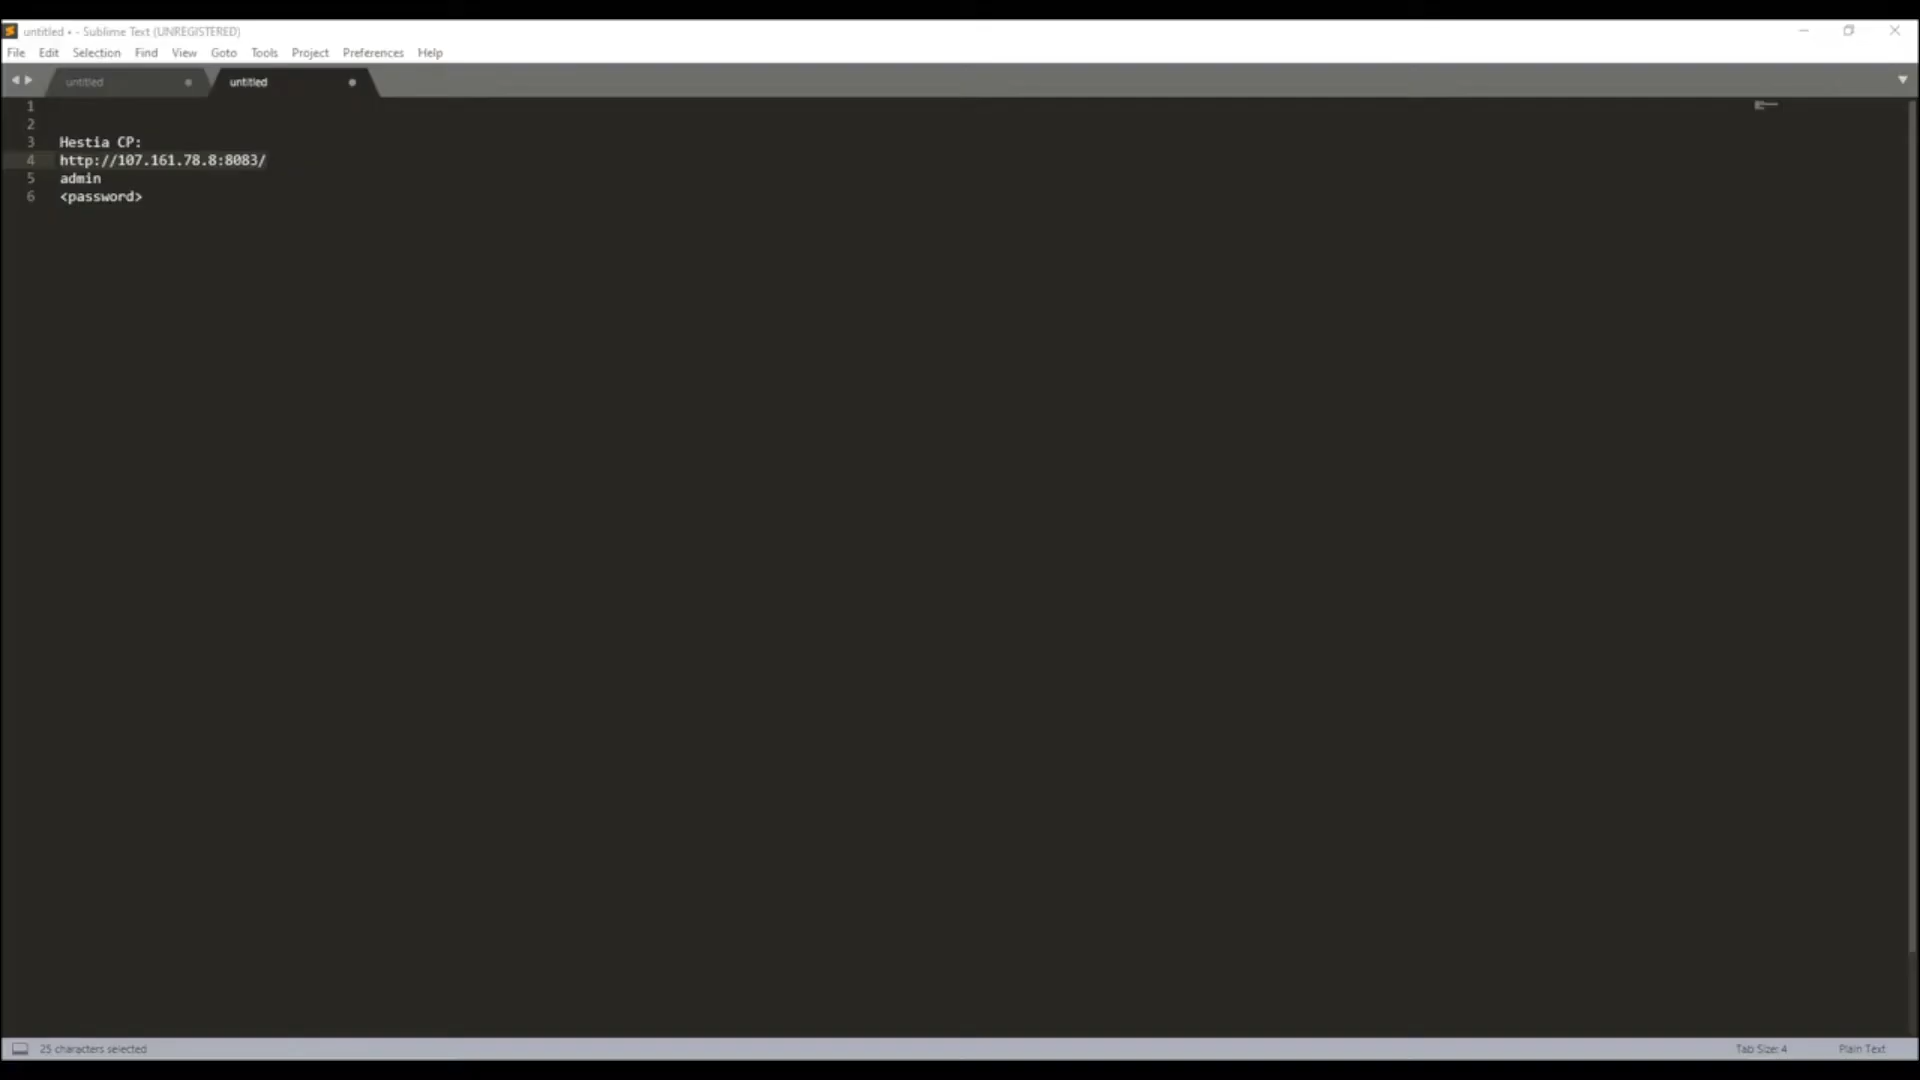 untitled • - Sublime Text (UNREGISTERED)
File Edit Selection Find View Goto Tools Project Preferences Help
untitled untitled
1
2
3 Hestia CP:
4 http://107.161.78.8:8083/
5 admin
6 <password>
25 characters selected Tab Size: 4 Plain Text